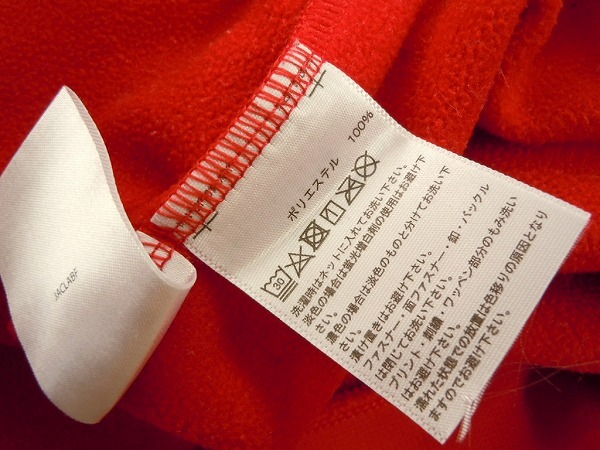 ポリエステル 100%
30
洗濯時はネットに入れてお洗い下さい。
淡色の場合は蛍光増白剤の使用はお避け下
さい。
濃色の場合は淡色のものと分けてお洗い下
さい。
漬け置きはお避け下さい。
ファスナー・面ファスナー・釦・バックル
は閉じてお洗い下さい。
プリント、刺繍、ワッペン部分のもみ洗い
はお避け下さい。
濡れた状態での放置は色移りの原因となり
ますのでお避け下さい。
JACLABF